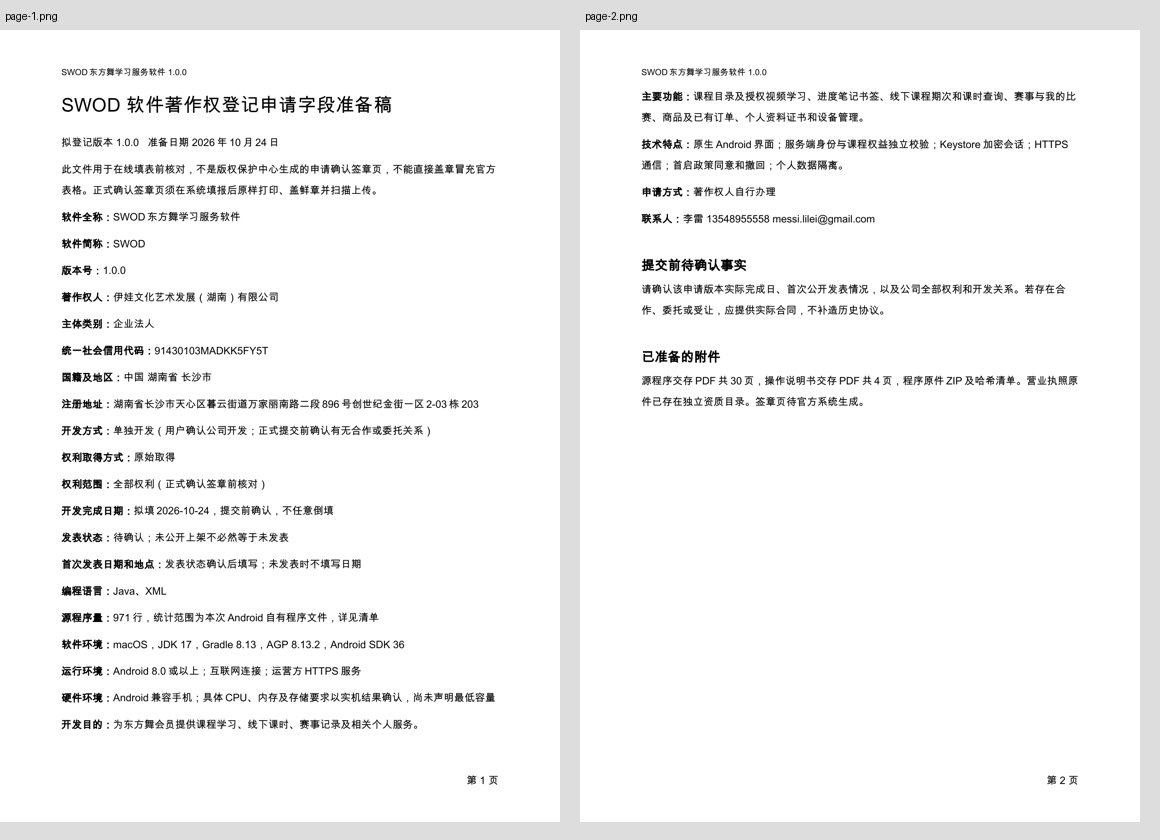 page-1.png
SWOD 东方舞学习服务软件 1.0.0
SWOD 软件著作权登记申请字段准备稿
拟登记版本 1.0.0 准备日期 2026 年 10 月 24 日
此文件用于在线填表前核对，不是版权保护中心生成的申请确认签章页，不能直接盖章冒充官方
表格。正式确认签章页须在系统填报后原样打印、盖鲜章并扫描上传。
软件全称：SWOD 东方舞学习服务软件
软件简称：SWOD
版本号：1.0.0
著作权人：伊娃文化艺术发展（湖南）有限公司
主体类别：企业法人
统一社会信用代码：91430103MADKK5FY5T
国籍及地区：中国 湖南省 长沙市
注册地址：湖南省长沙市天心区暮云街道万家丽南路二段 896 号创世纪金街一区 2-03 栋 203
开发方式：单独开发（用户确认公司开发；正式提交前确认有无合作或委托关系）
权利取得方式：原始取得
权利范围：全部权利（正式确认签章前核对）
开发完成日期：拟填 2026-10-24，提交前确认，不任意倒填
发表状态：待确认；未公开上架不必然等于未发表
首次发表日期和地点：发表状态确认后填写；未发表时不填写日期
编程语言：Java、XML
源程序量：971 行，统计范围为本次 Android 自有程序文件，详见清单
软件环境：macOS，JDK 17，Gradle 8.13，AGP 8.13.2，Android SDK 36
运行环境：Android 8.0 或以上；互联网连接；运营方 HTTPS 服务
硬件环境：Android 兼容手机；具体 CPU、内存及存储要求以实机结果确认，尚未声明最低容量
开发目的：为东方舞会员提供课程学习、线下课时、赛事记录及相关个人服务。
第 1 页
page-2.png
SWOD 东方舞学习服务软件 1.0.0
主要功能：课程目录及授权视频学习、进度笔记书签、线下课程期次和课时查询、赛事与我的比
赛、商品及已有订单、个人资料证书和设备管理。
技术特点：原生 Android 界面；服务端身份与课程权益独立校验；Keystore 加密会话；HTTPS
通信；首启政策同意和撤回；个人数据隔离。
申请方式：著作权人自行办理
联系人：李雷 13548955558 messi.lilei@gmail.com
提交前待确认事实
请确认该申请版本实际完成日、首次公开发表情况，以及公司全部权利和开发关系。若存在合
作、委托或受让，应提供实际合同，不补造历史协议。
已准备的附件
源程序交存 PDF 共 30 页，操作说明书交存 PDF 共 4 页，程序原件 ZIP 及哈希清单。营业执照原
件已存在独立资质目录。签章页待官方系统生成。
第 2 页